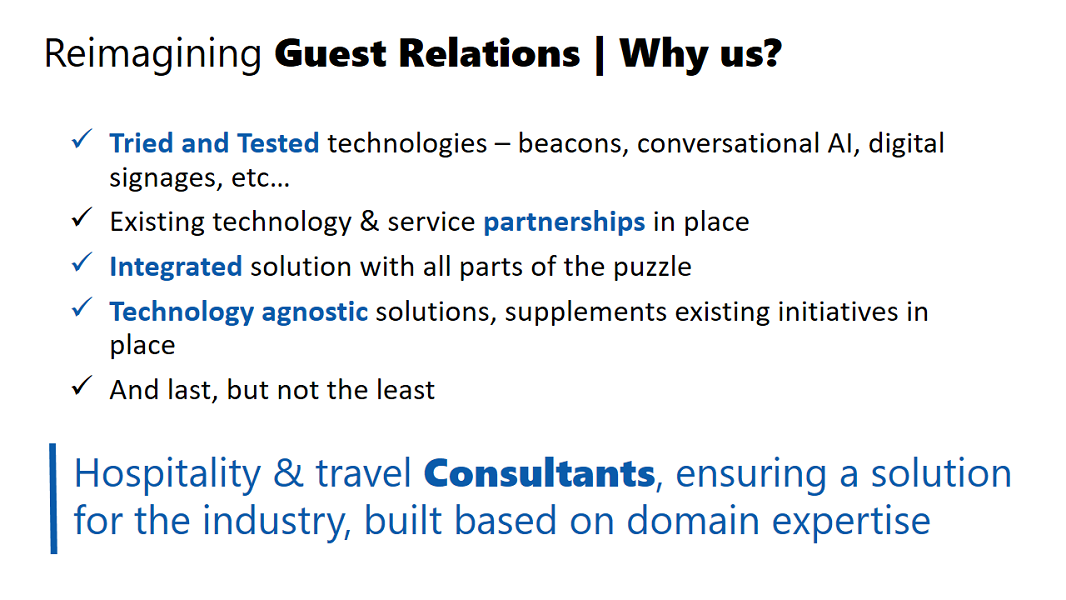 Reimagining Guest Relations | Why us?
✓ Tried and Tested technologies – beacons, conversational AI, digital
signages, etc...
✓ Existing technology & service partnerships in place
✓ Integrated solution with all parts of the puzzle
✓ Technology agnostic solutions, supplements existing initiatives in
place
✓ And last, but not the least
Hospitality & travel Consultants, ensuring a solution
for the industry, built based on domain expertise